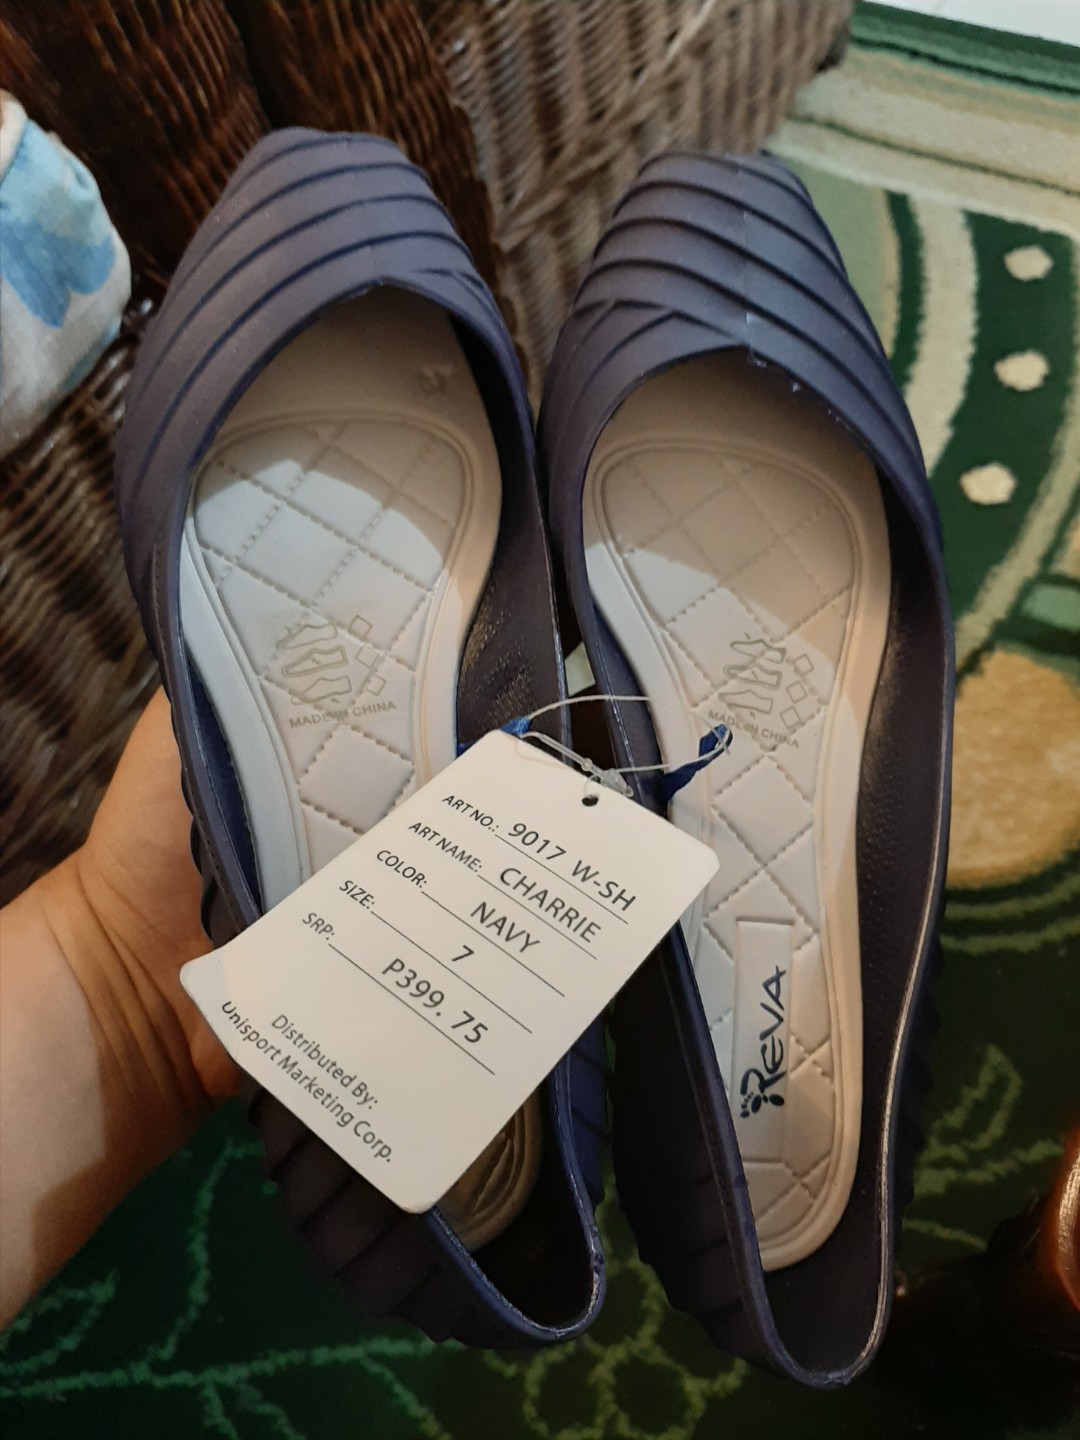 MADE IN CHINA
MADE IN CHINA
ART NO.: 9017 W-SH
ART NAME: CHARRIE
COLOR: NAVY
SIZE: 7
SRP: P399.75
Distributed By:
Unisport Marketing Corp.
REVA